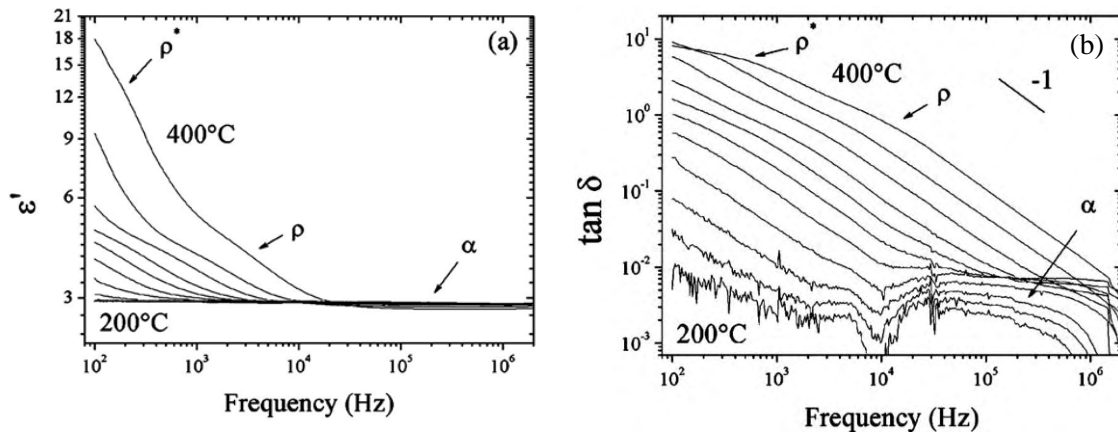 21
18
15
12
9
6
3
ε'
ρ*
(a)
400°C
ρ
α
200°C
10² 10³ 10⁴ 10⁵ 10⁶
Frequency (Hz)
10¹
10⁰
10⁻¹
10⁻²
10⁻³
tan δ
ρ*
(b)
400°C
-1
ρ
α
200°C
10² 10³ 10⁴ 10⁵ 10⁶
Frequency (Hz)